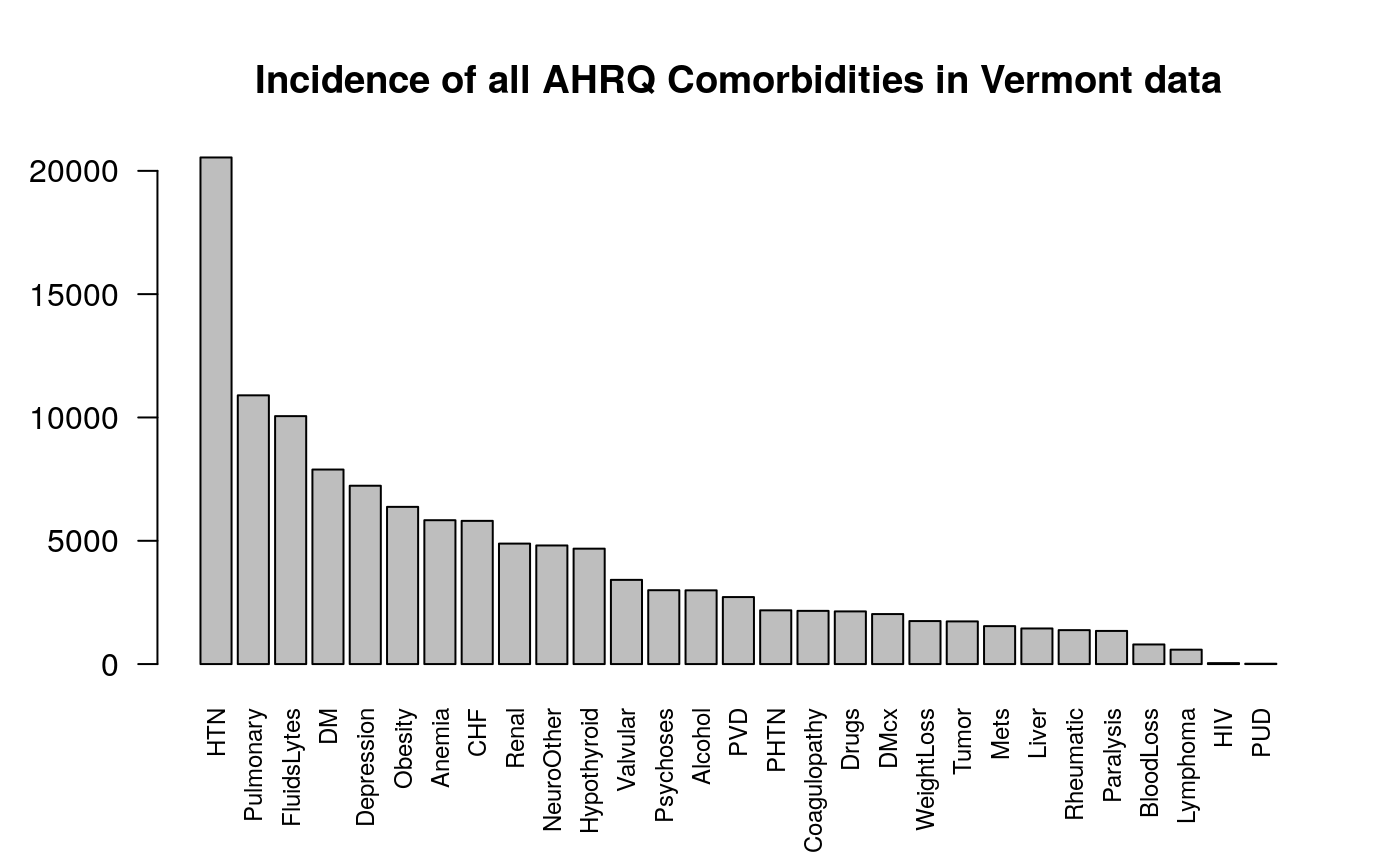 Incidence of all AHRQ Comorbidities in Vermont data
20000
15000
10000
5000
0
HTN
Pulmonary
FluidsLytes
DM
Depression
Obesity
Anemia
CHF
Renal
NeuroOther
Hypothyroid
Valvular
Psychoses
Alcohol
PVD
PHTN
Coagulopathy
Drugs
DMcx
WeightLoss
Tumor
Mets
Liver
Rheumatic
Paralysis
BloodLoss
Lymphoma
HIV
PUD